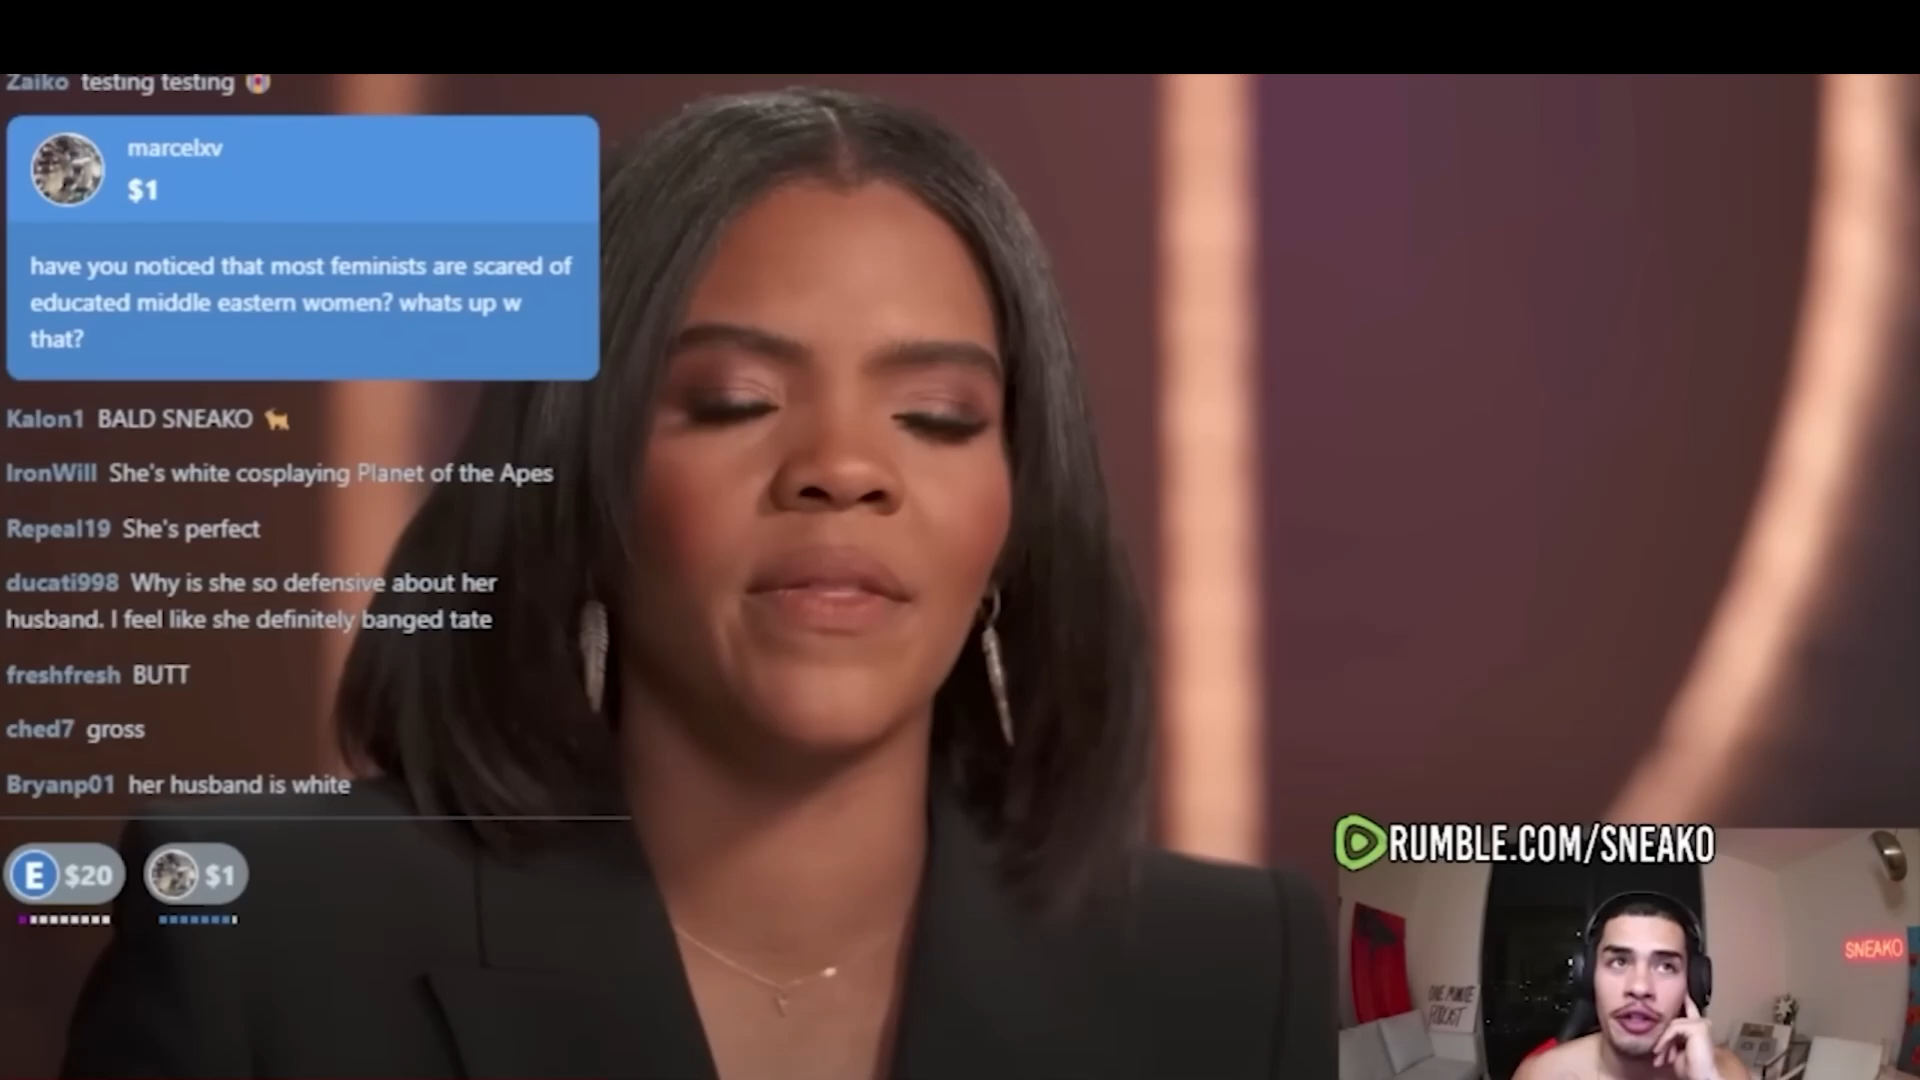 Zaiko testing testing
marcelxv
$1
have you noticed that most feminists are scared of
educated middle eastern women? whats up w
that?
Kalon1 BALD SNEAKO
IronWill She's white cosplaying Planet of the Apes
Repeal19 She's perfect
ducati998 Why is she so defensive about her
husband. I feel like she definitely banged tate
freshfresh BUTT
ched7 gross
Bryanp01 her husband is white
E $20 $1
RUMBLE.COM/SNEAKO
SNEAKO
ONE MINUTE
PODCAST